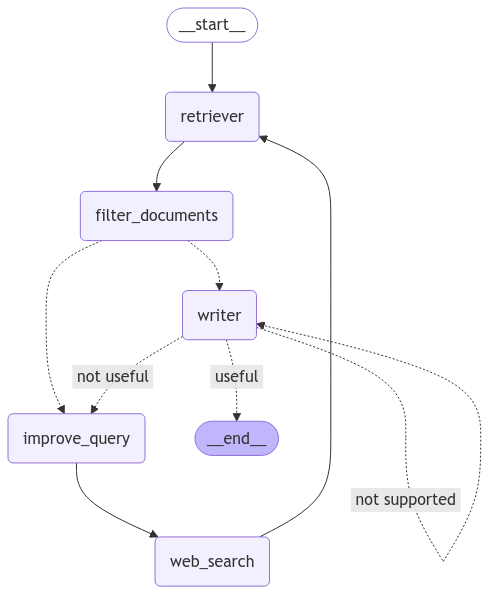 __start__
retriever
filter_documents
writer
not useful
useful
improve_query
__end__
not supported
web_search